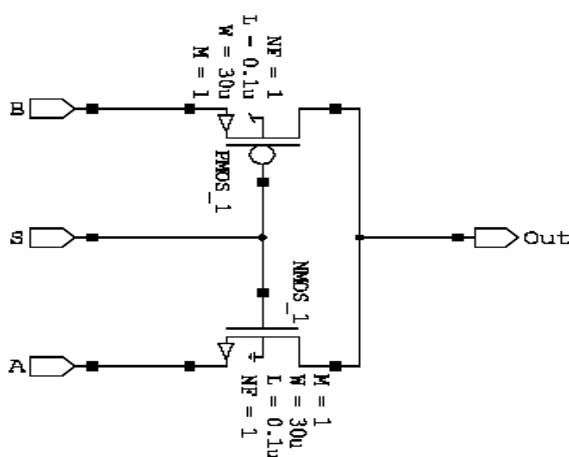 NF = 1
L = 0.1u
W = 30u
M = 1
B
PMOS_1
S
Out
NMOS_1
A
M = 1
W = 30u
L = 0.1u
NF = 1